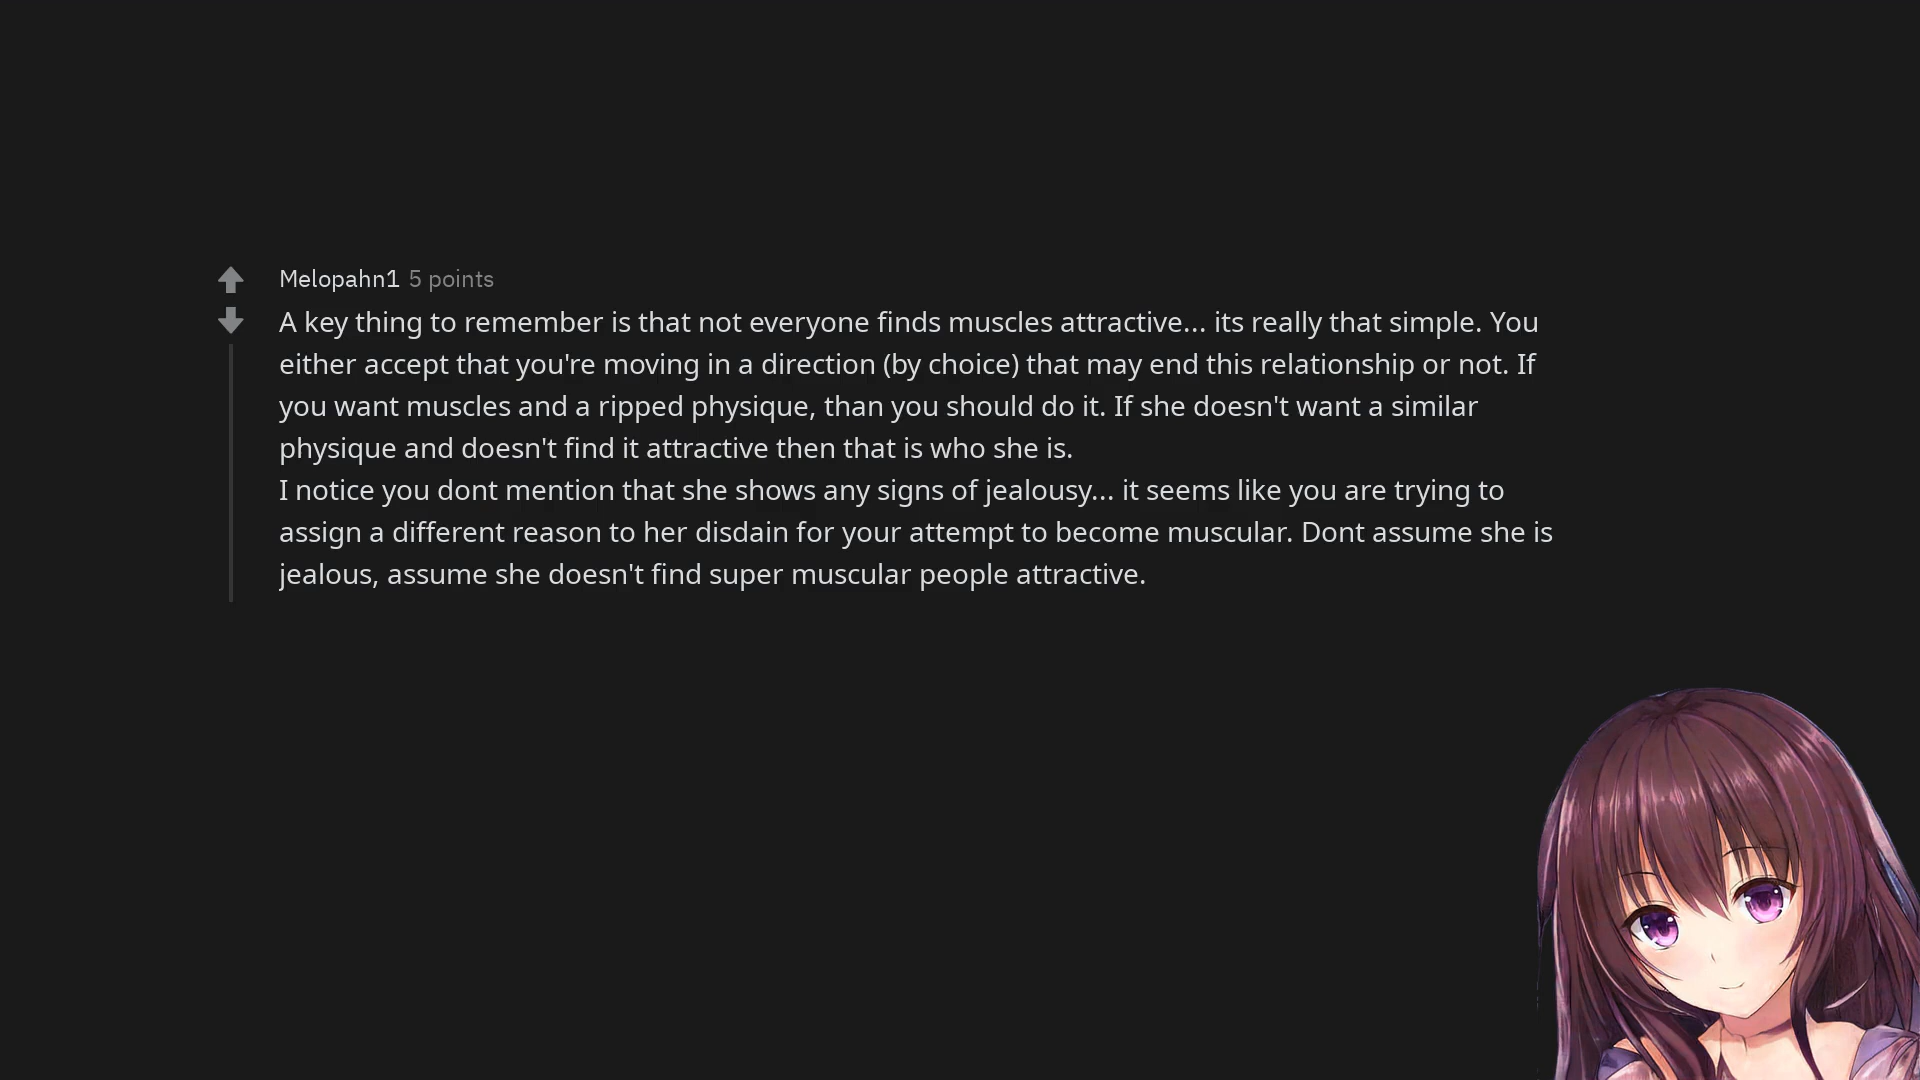 Melopahn1 5 points
A key thing to remember is that not everyone finds muscles attractive... its really that simple. You
either accept that you're moving in a direction (by choice) that may end this relationship or not. If
you want muscles and a ripped physique, than you should do it. If she doesn't want a similar
physique and doesn't find it attractive then that is who she is.
I notice you dont mention that she shows any signs of jealousy... it seems like you are trying to
assign a different reason to her disdain for your attempt to become muscular. Dont assume she is
jealous, assume she doesn't find super muscular people attractive.